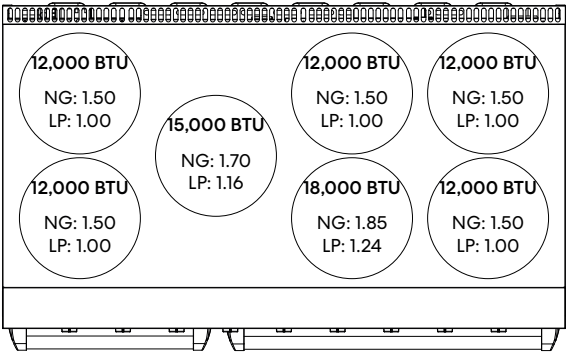 12,000 BTU
NG: 1.50
LP: 1.00
12,000 BTU
NG: 1.50
LP: 1.00
15,000 BTU
NG: 1.70
LP: 1.16
12,000 BTU
NG: 1.50
LP: 1.00
18,000 BTU
NG: 1.85
LP: 1.24
12,000 BTU
NG: 1.50
LP: 1.00
12,000 BTU
NG: 1.50
LP: 1.00